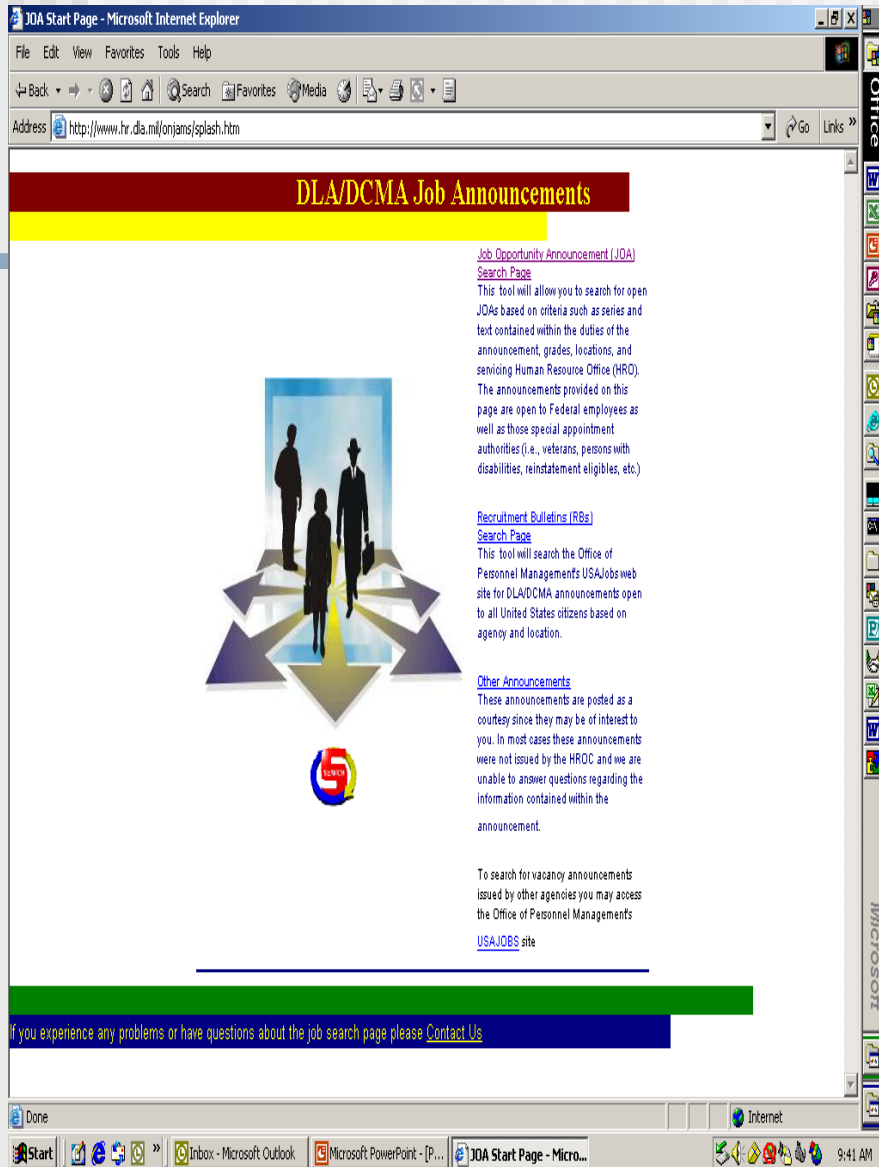 JOA Start Page - Microsoft Internet Explorer
File Edit View Favorites Tools Help
Back Search Favorites Media
Address http://www.hr.dla.mil/onjams/splash.htm Go Links »
Office
DLA/DCMA Job Announcements
Job Opportunity Announcement (JOA)
Search Page
This tool will allow you to search for open
JOAs based on criteria such as series and
text contained within the duties of the
announcement, grades, locations, and
servicing Human Resource Office (HRO).
The announcements provided on this
page are open to Federal employees as
well as those special appointment
authorities (i.e., veterans, persons with
disabilities, reinstatement eligibles, etc.)
Recruitment Bulletins (RBs)
Search Page
This tool will search the Office of
Personnel Management's USAJobs web
site for DLA/DCMA announcements open
to all United States citizens based on
agency and location.
Other Announcements
These announcements are posted as a
courtesy since they may be of interest to
you. In most cases these announcements
were not issued by the HROC and we are
unable to answer questions regarding the
information contained within the
announcement.
SEARCH
To search for vacancy announcements
issued by other agencies you may access
the Office of Personnel Management's
USAJOBS site
Microsoft
If you experience any problems or have questions about the job search page please Contact Us
Done Internet
Start » Inbox - Microsoft Outlook Microsoft PowerPoint - [P... JOA Start Page - Micro... 9:41 AM